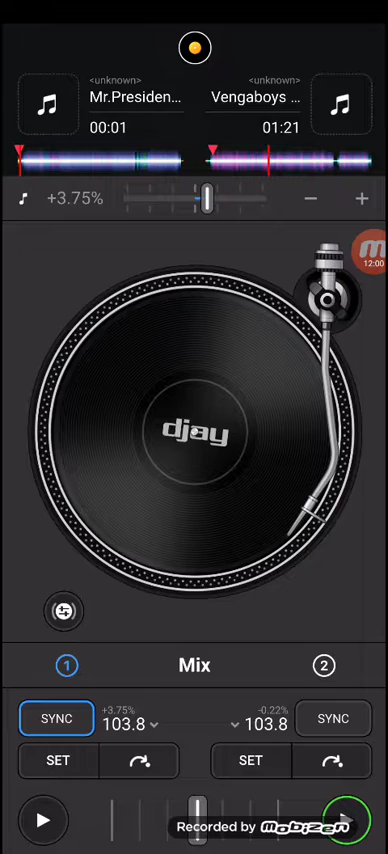 <unknown>
Mr.Presiden...
00:01
<unknown>
Vengaboys ...
01:21
+3.75%
− +
12:00
djay
1 Mix 2
SYNC
+3.75%
103.8
-0.22%
103.8
SYNC
SET
SET
Recorded by Mobizen